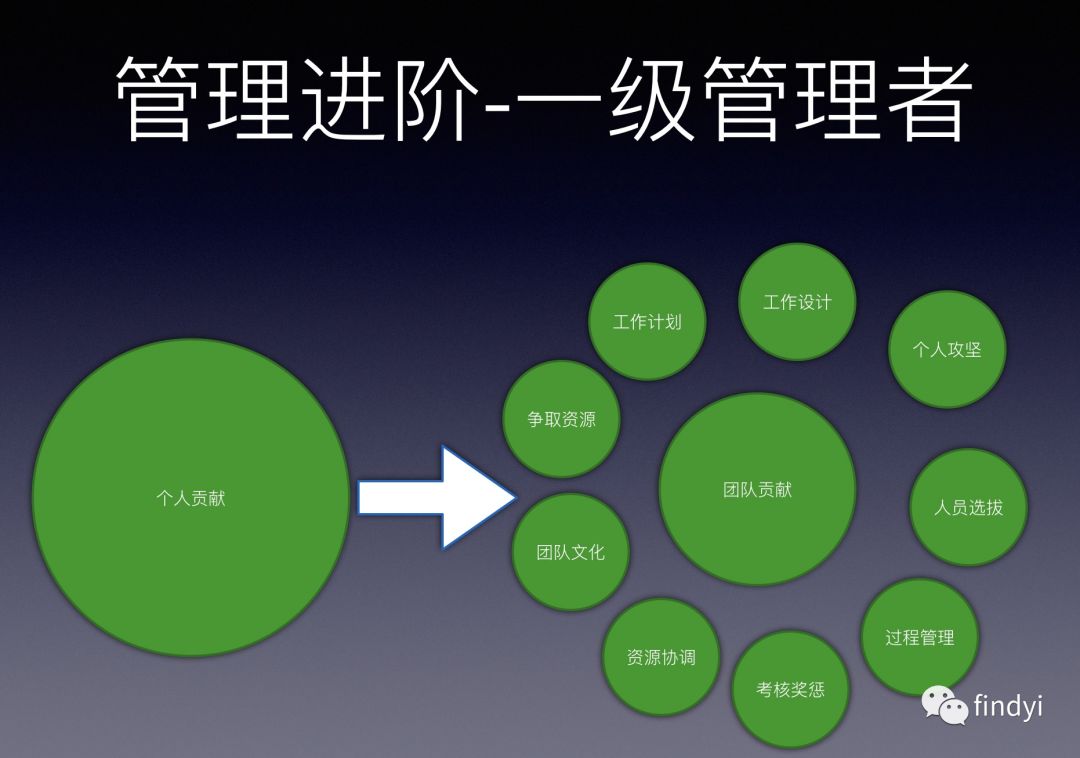 管理进阶-一级管理者
工作设计
工作计划
个人攻坚
争取资源
团队贡献
个人贡献
人员选拔
团队文化
过程管理
资源协调
考核奖惩
findyi